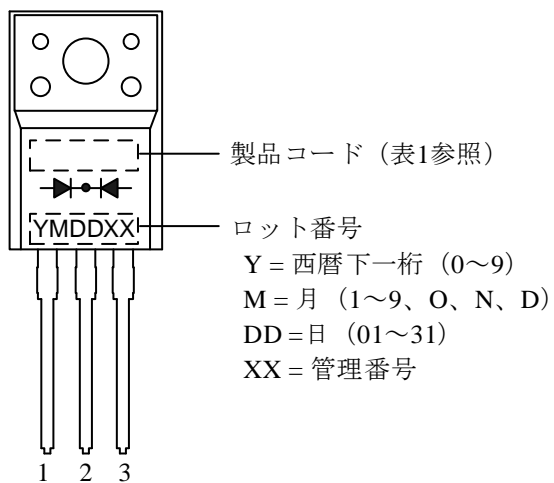 製品コード（表1参照）
YMDDXX
ロット番号
Y = 西暦下一桁（0～9）
M = 月（1～9、O、N、D）
DD =日（01～31）
XX = 管理番号
1 2 3